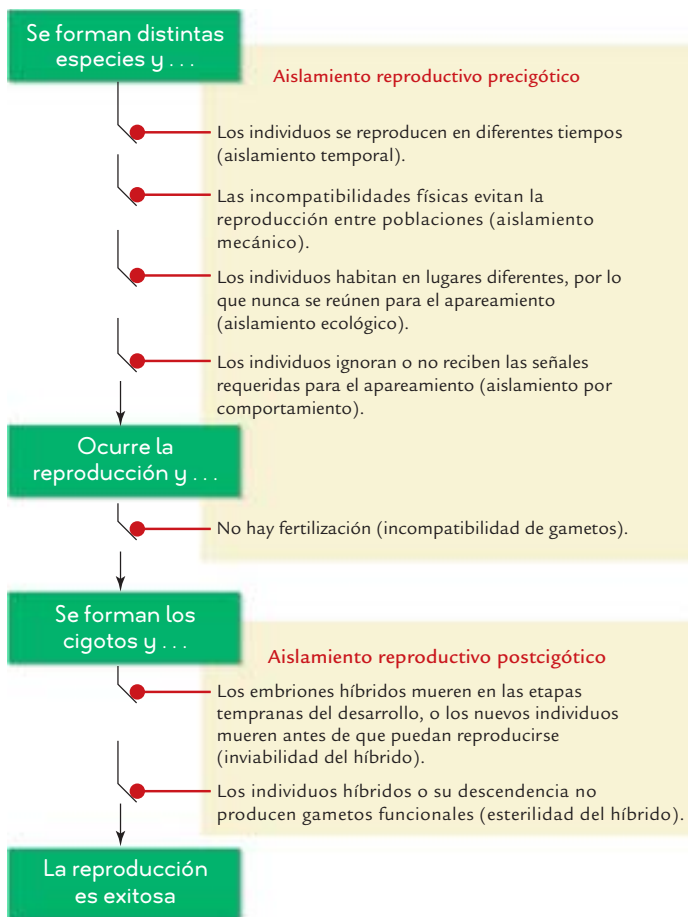 Se forman distintas
especies y . . .
Aislamiento reproductivo precigótico
Los individuos se reproducen en diferentes tiempos
(aislamiento temporal).
Las incompatibilidades físicas evitan la
reproducción entre poblaciones (aislamiento
mecánico).
Los individuos habitan en lugares diferentes, por lo
que nunca se reúnen para el apareamiento
(aislamiento ecológico).
Los individuos ignoran o no reciben las señales
requeridas para el apareamiento (aislamiento por
comportamiento).
Ocurre la
reproducción y . . .
No hay fertilización (incompatibilidad de gametos).
Se forman los
cigotos y . . .
Aislamiento reproductivo postcigótico
Los embriones híbridos mueren en las etapas
tempranas del desarrollo, o los nuevos individuos
mueren antes de que puedan reproducirse
(inviabilidad del híbrido).
Los individuos híbridos o su descendencia no
producen gametos funcionales (esterilidad del híbrido).
La reproducción
es exitosa